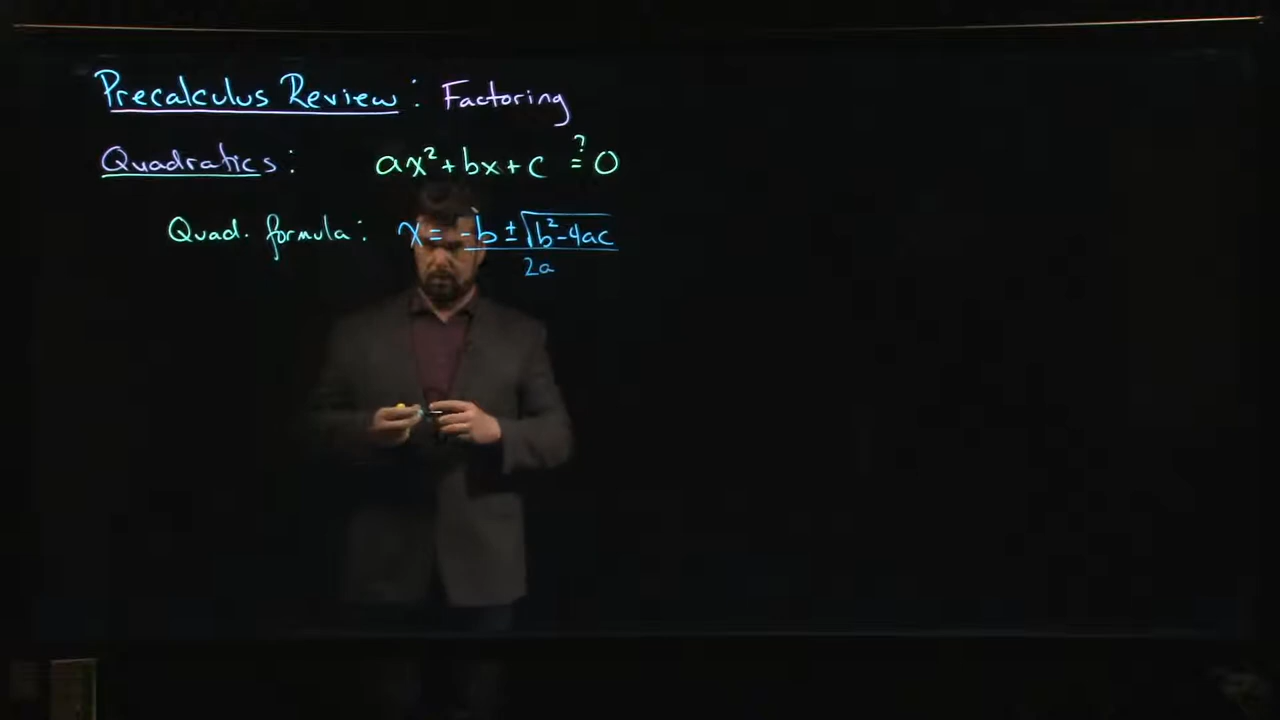 Precalculus Review: Factoring
Quadratics: ax²+bx+c ≟ 0
Quad. formula: x = -b ± √b²-4ac / 2a